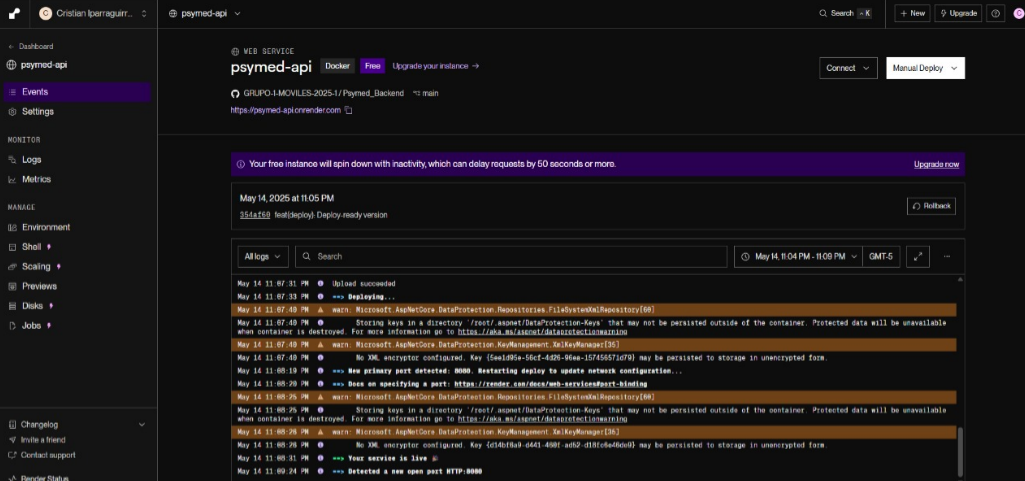 C Cristian Iparraguirr...
psymed-api
Search K
+ New
Upgrade
C
← Dashboard
psymed-api
Events
Settings
MONITOR
Logs
Metrics
MANAGE
Environment
Shell
Scaling
Previews
Disks
Jobs
Changelog
Invite a friend
Contact support
Render Status
WEB SERVICE
psymed-api Docker Free Upgrade your instance →
Connect
Manual Deploy
GRUPO-1-MOVILES-2025-1 / Psymed_Backend main
https://psymed-api.onrender.com
Your free instance will spin down with inactivity, which can delay requests by 50 seconds or more. Upgrade now
May 14, 2025 at 11:05 PM
354af60 feat(deploy): Deploy-ready version
Rollback
All logs Search May 14, 11:04 PM - 11:09 PM GMT-5 ...
May 14 11:07:31 PM Upload succeeded
May 14 11:07:33 PM ==> Deploying...
May 14 11:07:40 PM warn: Microsoft.AspNetCore.DataProtection.Repositories.FileSystemXmlRepository[60]
May 14 11:07:40 PM Storing keys in a directory '/root/.aspnet/DataProtection-Keys' that may not be persisted outside of the container. Protected data will be unavailable
when container is destroyed. For more information go to https://aka.ms/aspnet/dataprotectionwarning
May 14 11:07:40 PM warn: Microsoft.AspNetCore.DataProtection.KeyManagement.XmlKeyManager[35]
May 14 11:07:40 PM No XML encryptor configured. Key {5ee1d95e-56cf-4d26-96ea-157456571d79} may be persisted to storage in unencrypted form.
May 14 11:08:19 PM ==> New primary port detected: 8080. Restarting deploy to update network configuration...
May 14 11:08:20 PM ==> Docs on specifying a port: https://render.com/docs/web-services#port-binding
May 14 11:08:25 PM warn: Microsoft.AspNetCore.DataProtection.Repositories.FileSystemXmlRepository[60]
May 14 11:08:25 PM Storing keys in a directory '/root/.aspnet/DataProtection-Keys' that may not be persisted outside of the container. Protected data will be unavailable
when container is destroyed. For more information go to https://aka.ms/aspnet/dataprotectionwarning
May 14 11:08:26 PM warn: Microsoft.AspNetCore.DataProtection.KeyManagement.XmlKeyManager[35]
May 14 11:08:26 PM No XML encryptor configured. Key may be persisted to storage in unencrypted form.
May 14 11:08:31 PM ==> Your service is live 🎉
May 14 11:09:24 PM ==> Detected a new open port HTTP:8080